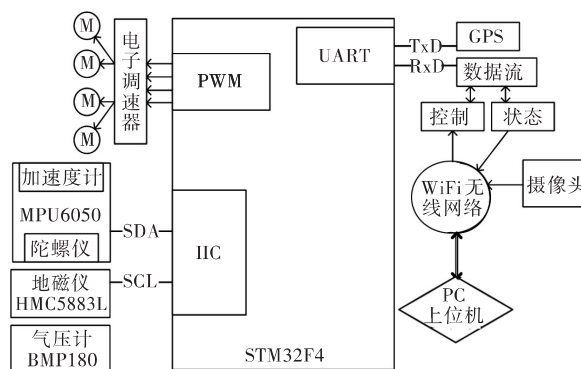 M
M
M
M
电子调速器
PWM
UART
TxD
RxD
GPS
数据流
控制
状态
WiFi无
线网络
摄像头
PC
上位机
加速度计
MPU6050
陀螺仪
SDA
IIC
SCL
地磁仪
HMC5883L
气压计
BMP180
STM32F4